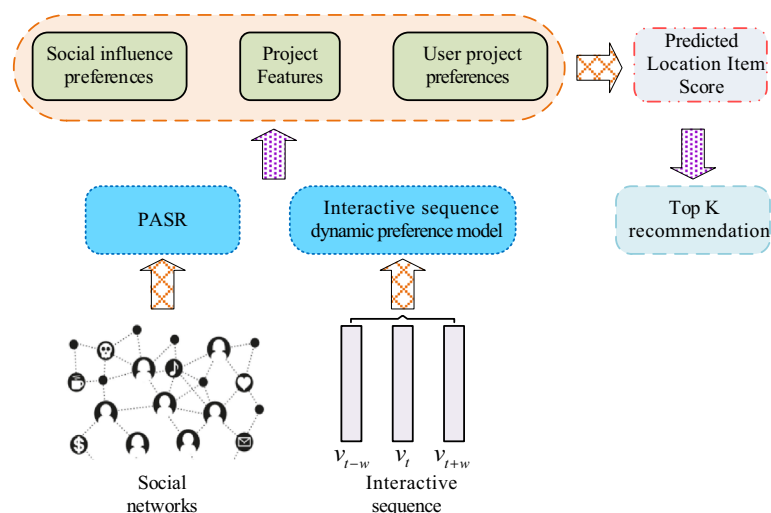 Social influence
preferences
Project
Features
User project
preferences
Predicted
Location Item
Score
PASR
Interactive sequence
dynamic preference model
Top K
recommendation
$
v_{t-w}
v_t
v_{t+w}
Social
networks
Interactive
sequence